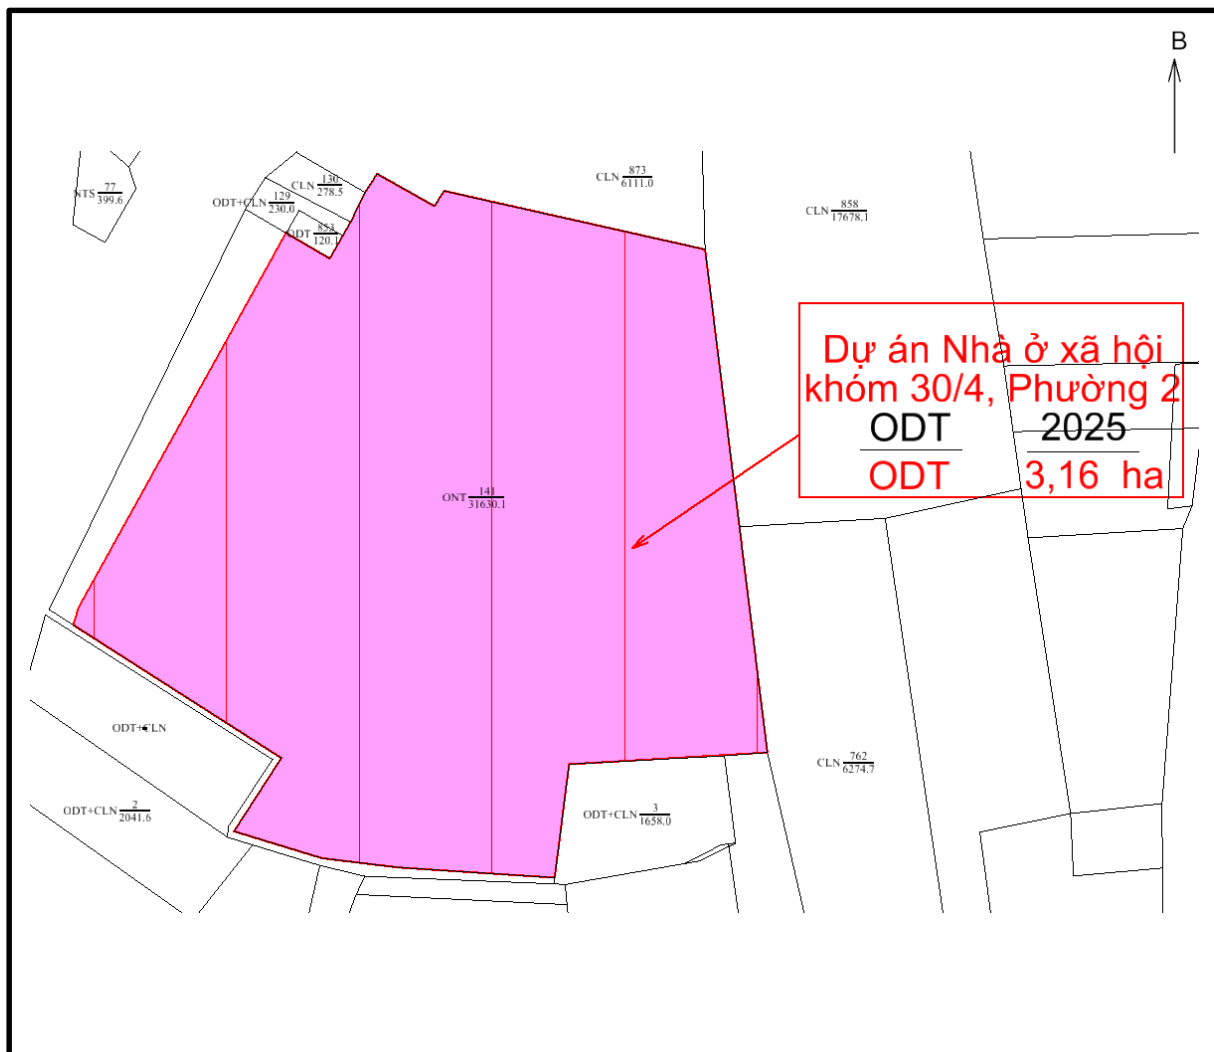 B
NTS 77
399.6
CLN 130
278.5
ODT+CLN 129
230.0
ODT 853
120.1
CLN 873
6111.0
CLN 858
17678.1
Dự án Nhà ở xã hội
khóm 30/4, Phường 2
ODT 2025
ODT 3,16 ha
ONT 141
31630.1
ODT+CLN
ODT+CLN 2
2041.6
ODT+CLN 3
1658.0
CLN 762
6274.7